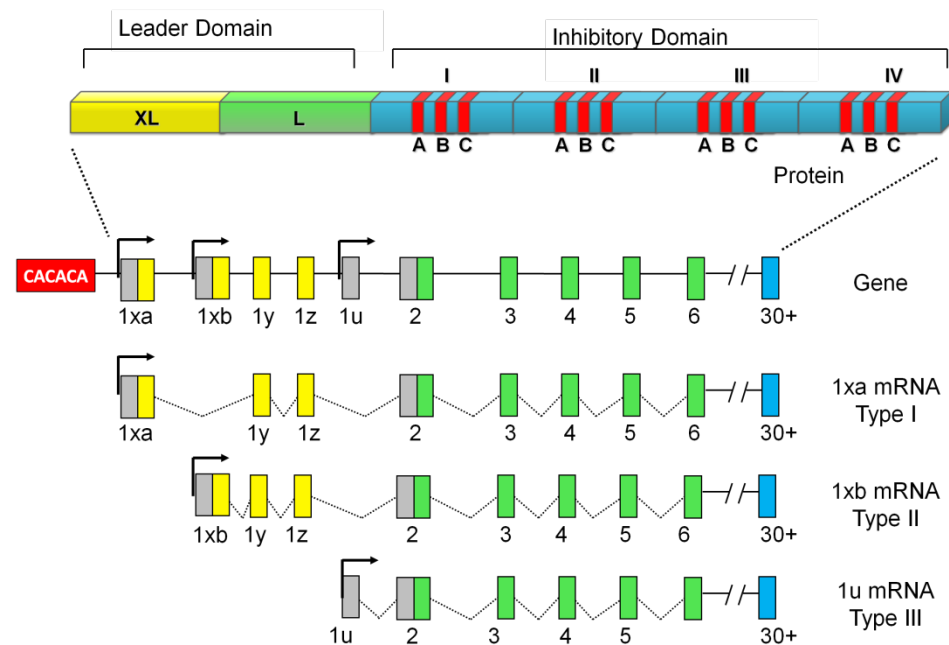 Leader Domain
Inhibitory Domain
I II III IV
XL L
A B C A B C A B C A B C
Protein
CACACA
Gene
1xa 1xb 1y 1z 1u 2 3 4 5 6 30+
1xa mRNA
Type I
1xa 1y 1z 2 3 4 5 6 30+
1xb mRNA
Type II
1xb 1y 1z 2 3 4 5 6 30+
1u mRNA
Type III
1u 2 3 4 5 30+